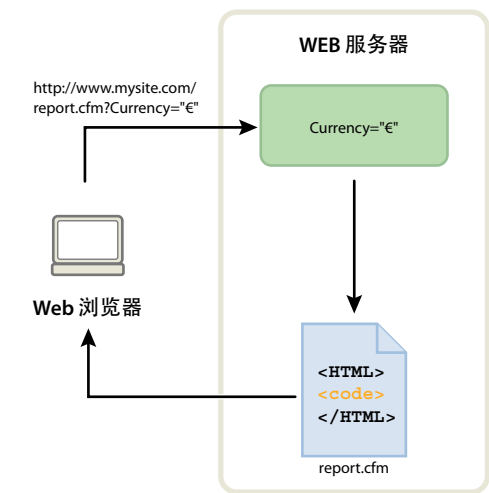 WEB 服务器
http://www.mysite.com/
report.cfm?Currency="€"
Currency="€"
Web 浏览器
<HTML>
<code>
</HTML>
report.cfm